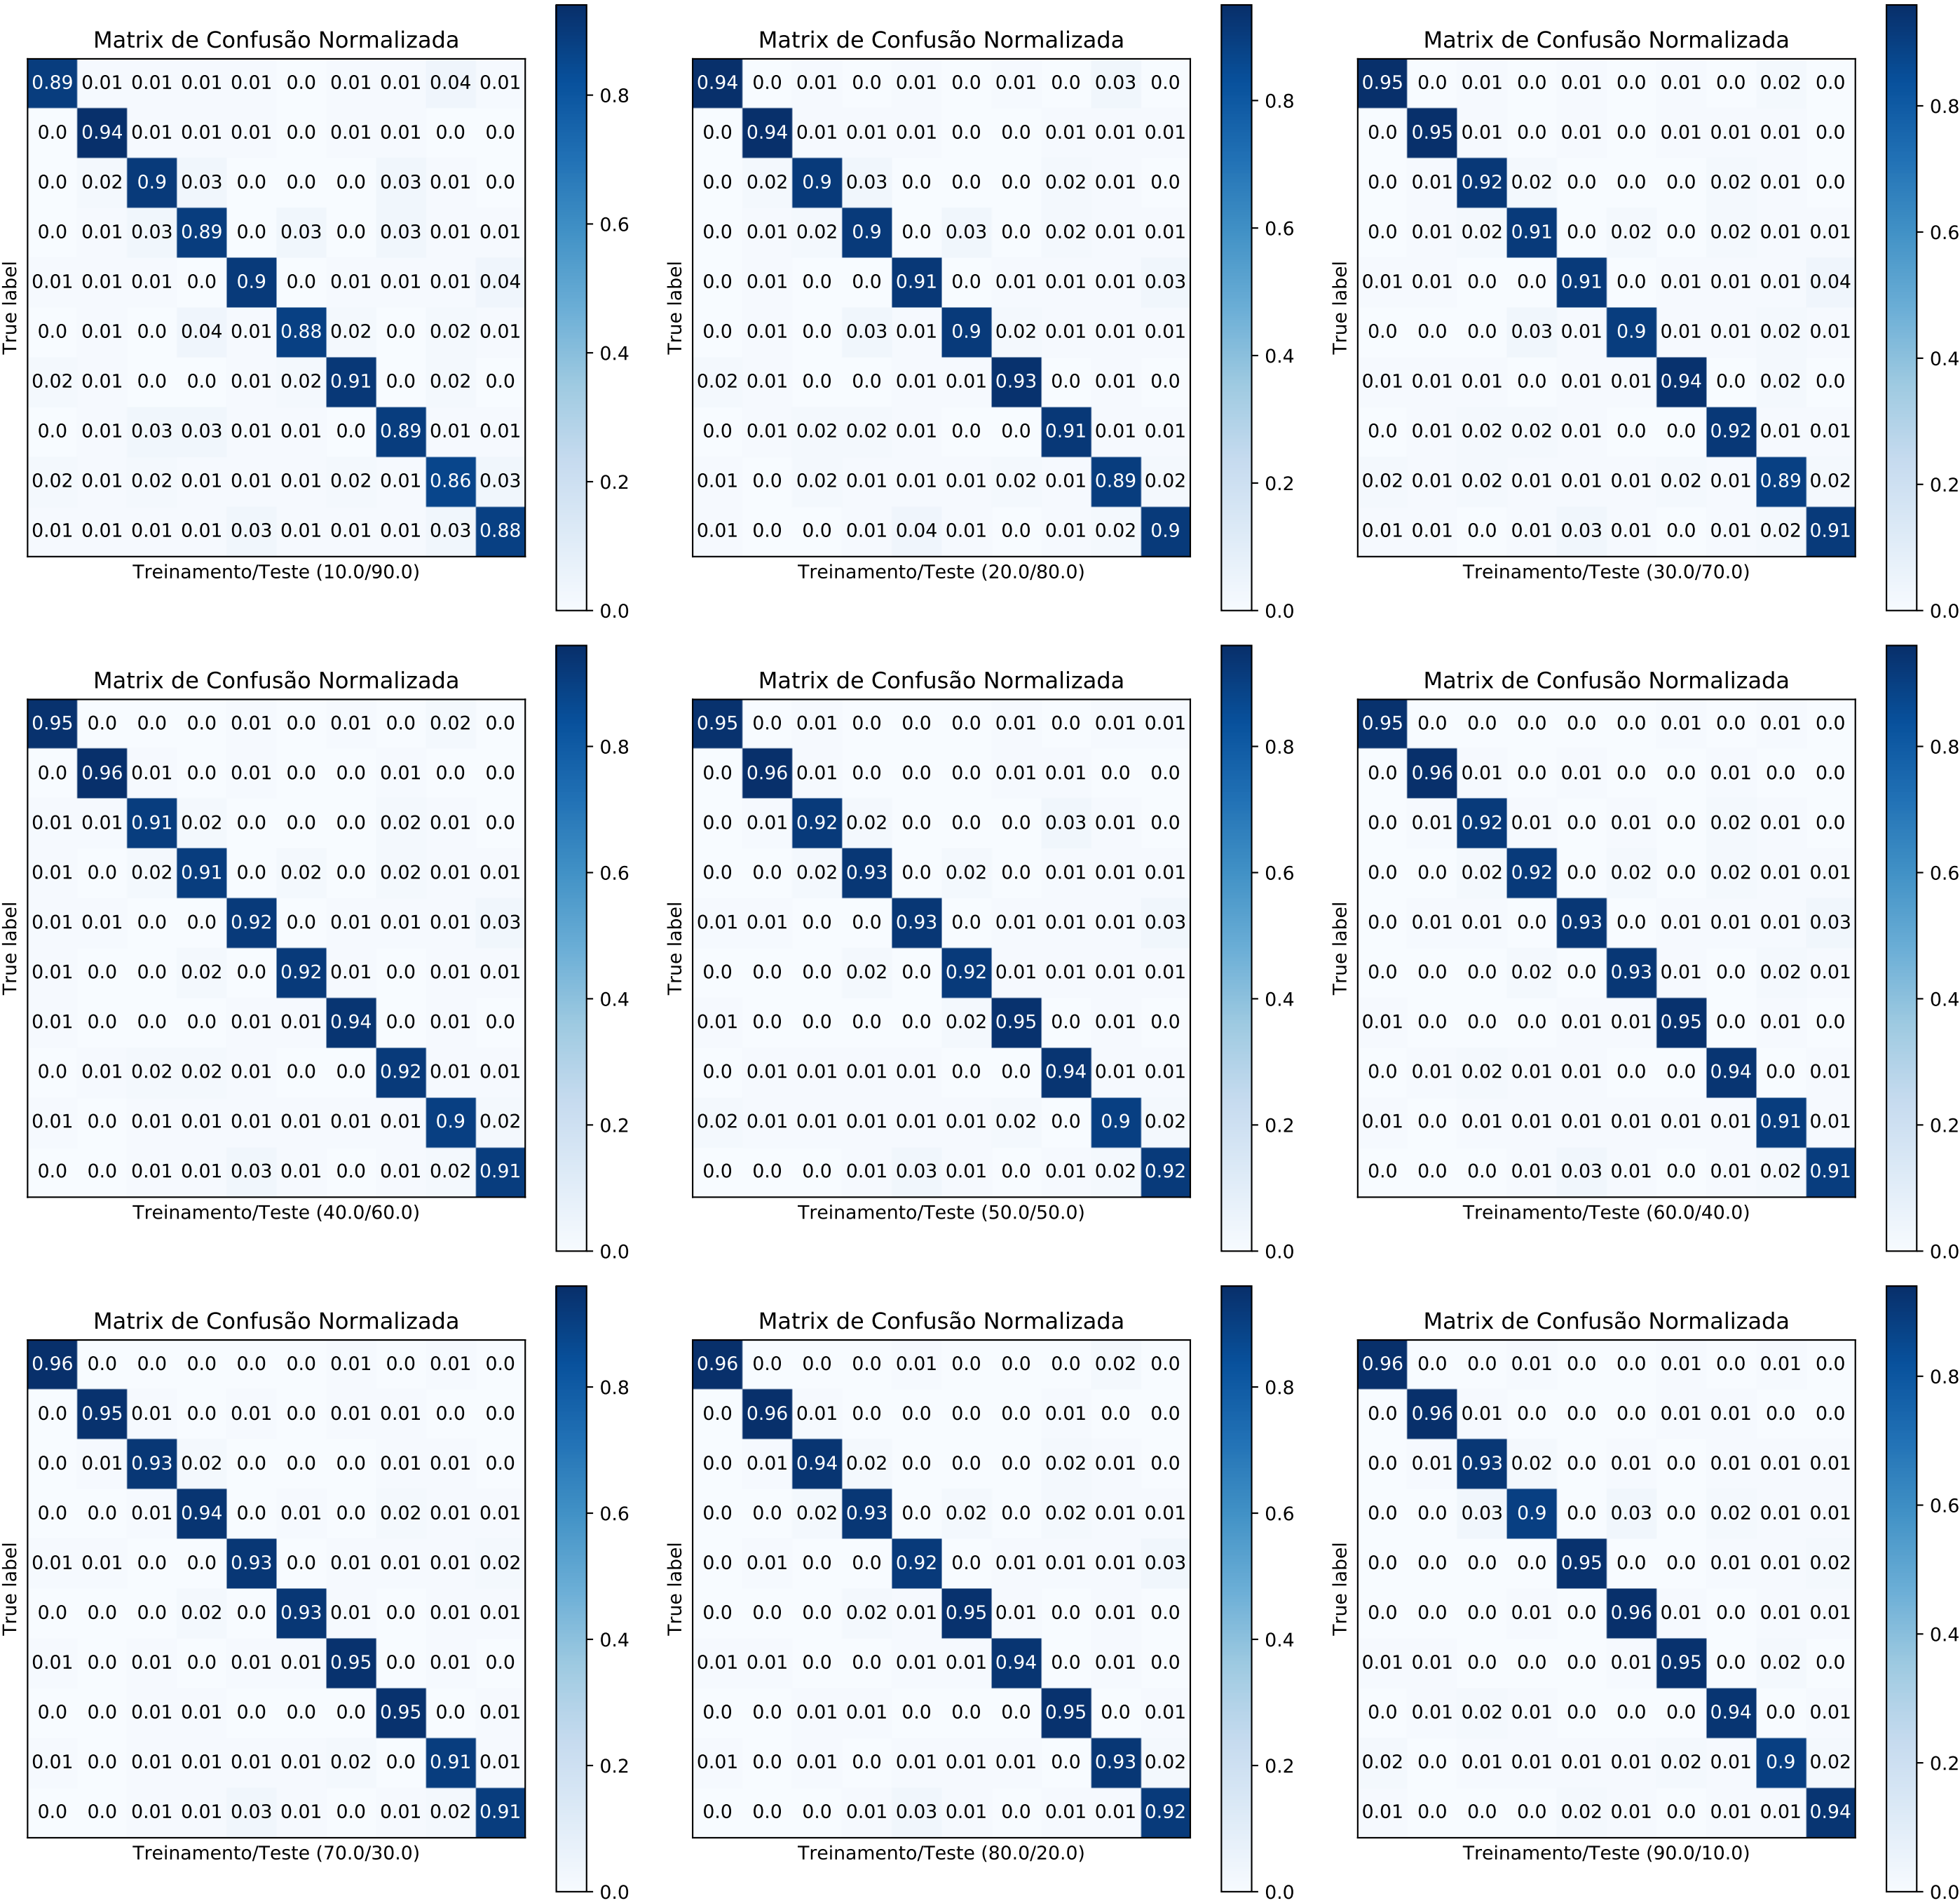 Matrix de Confusão Normalizada
0.89 0.01 0.01 0.01 0.01 0.0 0.01 0.01 0.04 0.01
0.0 0.94 0.01 0.01 0.01 0.0 0.01 0.01 0.0 0.0
0.0 0.02 0.9 0.03 0.0 0.0 0.0 0.03 0.01 0.0
0.0 0.01 0.03 0.89 0.0 0.03 0.0 0.03 0.01 0.01
0.01 0.01 0.01 0.0 0.9 0.0 0.01 0.01 0.01 0.04
0.0 0.01 0.0 0.04 0.01 0.88 0.02 0.0 0.02 0.01
0.02 0.01 0.0 0.0 0.01 0.02 0.91 0.0 0.02 0.0
0.0 0.01 0.03 0.03 0.01 0.01 0.0 0.89 0.01 0.01
0.02 0.01 0.02 0.01 0.01 0.01 0.02 0.01 0.86 0.03
0.01 0.01 0.01 0.01 0.03 0.01 0.01 0.01 0.03 0.88
True label
Treinamento/Teste (10.0/90.0)
0.8
0.6
0.4
0.2
0.0
Matrix de Confusão Normalizada
0.94 0.0 0.01 0.0 0.01 0.0 0.01 0.0 0.03 0.0
0.0 0.94 0.01 0.01 0.01 0.0 0.0 0.01 0.01 0.01
0.0 0.02 0.9 0.03 0.0 0.0 0.0 0.02 0.01 0.0
0.0 0.01 0.02 0.9 0.0 0.03 0.0 0.02 0.01 0.01
0.0 0.01 0.0 0.0 0.91 0.0 0.01 0.01 0.01 0.03
0.0 0.01 0.0 0.03 0.01 0.9 0.02 0.01 0.01 0.01
0.02 0.01 0.0 0.0 0.01 0.01 0.93 0.0 0.01 0.0
0.0 0.01 0.02 0.02 0.01 0.0 0.0 0.91 0.01 0.01
0.01 0.0 0.02 0.01 0.01 0.01 0.02 0.01 0.89 0.02
0.01 0.0 0.0 0.01 0.04 0.01 0.0 0.01 0.02 0.9
True label
Treinamento/Teste (20.0/80.0)
0.8
0.6
0.4
0.2
0.0
Matrix de Confusão Normalizada
0.95 0.0 0.01 0.0 0.01 0.0 0.01 0.0 0.02 0.0
0.0 0.95 0.01 0.0 0.01 0.0 0.01 0.01 0.01 0.0
0.0 0.01 0.92 0.02 0.0 0.0 0.0 0.02 0.01 0.0
0.0 0.01 0.02 0.91 0.0 0.02 0.0 0.02 0.01 0.01
0.01 0.01 0.0 0.0 0.91 0.0 0.01 0.01 0.01 0.04
0.0 0.0 0.0 0.03 0.01 0.9 0.01 0.01 0.02 0.01
0.01 0.01 0.01 0.0 0.01 0.01 0.94 0.0 0.02 0.0
0.0 0.01 0.02 0.02 0.01 0.0 0.0 0.92 0.01 0.01
0.02 0.01 0.02 0.01 0.01 0.01 0.02 0.01 0.89 0.02
0.01 0.01 0.0 0.01 0.03 0.01 0.0 0.01 0.02 0.91
True label
Treinamento/Teste (30.0/70.0)
0.8
0.6
0.4
0.2
0.0
Matrix de Confusão Normalizada
0.95 0.0 0.0 0.0 0.01 0.0 0.01 0.0 0.02 0.0
0.0 0.96 0.01 0.0 0.01 0.0 0.0 0.01 0.0 0.0
0.01 0.01 0.91 0.02 0.0 0.0 0.0 0.02 0.01 0.0
0.01 0.0 0.02 0.91 0.0 0.02 0.0 0.02 0.01 0.01
0.01 0.01 0.0 0.0 0.92 0.0 0.01 0.01 0.01 0.03
0.01 0.0 0.0 0.02 0.0 0.92 0.01 0.0 0.01 0.01
0.01 0.0 0.0 0.0 0.01 0.01 0.94 0.0 0.01 0.0
0.0 0.01 0.02 0.02 0.01 0.0 0.0 0.92 0.01 0.01
0.01 0.0 0.01 0.01 0.01 0.01 0.01 0.01 0.9 0.02
0.0 0.0 0.01 0.01 0.03 0.01 0.0 0.01 0.02 0.91
True label
Treinamento/Teste (40.0/60.0)
0.8
0.6
0.4
0.2
0.0
Matrix de Confusão Normalizada
0.95 0.0 0.01 0.0 0.0 0.0 0.01 0.0 0.01 0.01
0.0 0.96 0.01 0.0 0.0 0.0 0.01 0.01 0.0 0.0
0.0 0.01 0.92 0.02 0.0 0.0 0.0 0.03 0.01 0.0
0.0 0.0 0.02 0.93 0.0 0.02 0.0 0.01 0.01 0.01
0.01 0.01 0.0 0.0 0.93 0.0 0.01 0.01 0.01 0.03
0.0 0.0 0.0 0.02 0.0 0.92 0.01 0.01 0.01 0.01
0.01 0.0 0.0 0.0 0.0 0.02 0.95 0.0 0.01 0.0
0.0 0.01 0.01 0.01 0.01 0.0 0.0 0.94 0.01 0.01
0.02 0.01 0.01 0.01 0.01 0.01 0.02 0.0 0.9 0.02
0.0 0.0 0.01 0.01 0.03 0.01 0.0 0.01 0.02 0.92
True label
Treinamento/Teste (50.0/50.0)
0.8
0.6
0.4
0.2
0.0
Matrix de Confusão Normalizada
0.95 0.0 0.0 0.0 0.0 0.0 0.01 0.0 0.01 0.0
0.0 0.96 0.01 0.0 0.01 0.0 0.0 0.01 0.0 0.0
0.0 0.01 0.92 0.01 0.0 0.01 0.0 0.02 0.01 0.0
0.0 0.0 0.02 0.92 0.0 0.02 0.0 0.02 0.01 0.01
0.0 0.01 0.01 0.0 0.93 0.0 0.01 0.01 0.01 0.03
0.0 0.0 0.0 0.02 0.0 0.93 0.01 0.0 0.02 0.01
0.01 0.0 0.0 0.0 0.01 0.01 0.95 0.0 0.01 0.0
0.0 0.01 0.02 0.01 0.01 0.0 0.0 0.94 0.0 0.01
0.01 0.0 0.01 0.01 0.01 0.01 0.01 0.01 0.91 0.01
0.0 0.0 0.0 0.01 0.03 0.01 0.0 0.01 0.02 0.91
True label
Treinamento/Teste (60.0/40.0)
0.8
0.6
0.4
0.2
0.0
Matrix de Confusão Normalizada
0.96 0.0 0.0 0.0 0.0 0.0 0.01 0.0 0.01 0.0
0.0 0.95 0.01 0.0 0.01 0.0 0.01 0.01 0.0 0.0
0.0 0.01 0.93 0.02 0.0 0.0 0.0 0.01 0.01 0.0
0.0 0.0 0.01 0.94 0.0 0.01 0.0 0.02 0.01 0.01
0.01 0.01 0.0 0.0 0.93 0.0 0.01 0.01 0.01 0.02
0.0 0.0 0.0 0.02 0.0 0.93 0.01 0.0 0.01 0.01
0.01 0.0 0.01 0.0 0.01 0.01 0.95 0.0 0.01 0.0
0.0 0.0 0.01 0.01 0.0 0.0 0.0 0.95 0.0 0.01
0.01 0.0 0.01 0.01 0.01 0.01 0.02 0.0 0.91 0.01
0.0 0.0 0.01 0.01 0.03 0.01 0.0 0.01 0.02 0.91
True label
Treinamento/Teste (70.0/30.0)
0.8
0.6
0.4
0.2
0.0
Matrix de Confusão Normalizada
0.96 0.0 0.0 0.0 0.01 0.0 0.0 0.0 0.02 0.0
0.0 0.96 0.01 0.0 0.0 0.0 0.0 0.01 0.0 0.0
0.0 0.01 0.94 0.02 0.0 0.0 0.0 0.02 0.01 0.0
0.0 0.0 0.02 0.93 0.0 0.02 0.0 0.02 0.01 0.01
0.0 0.01 0.0 0.0 0.92 0.0 0.01 0.01 0.01 0.03
0.0 0.0 0.0 0.02 0.01 0.95 0.01 0.0 0.01 0.0
0.01 0.01 0.0 0.0 0.01 0.01 0.94 0.0 0.01 0.0
0.0 0.0 0.01 0.01 0.0 0.0 0.0 0.95 0.0 0.01
0.01 0.0 0.01 0.0 0.01 0.01 0.01 0.0 0.93 0.02
0.0 0.0 0.0 0.01 0.03 0.01 0.0 0.01 0.01 0.92
True label
Treinamento/Teste (80.0/20.0)
0.8
0.6
0.4
0.2
0.0
Matrix de Confusão Normalizada
0.96 0.0 0.0 0.01 0.0 0.0 0.01 0.0 0.01 0.0
0.0 0.96 0.01 0.0 0.0 0.0 0.01 0.01 0.0 0.0
0.0 0.01 0.93 0.02 0.0 0.01 0.0 0.01 0.01 0.01
0.0 0.0 0.03 0.9 0.0 0.03 0.0 0.02 0.01 0.01
0.0 0.0 0.0 0.0 0.95 0.0 0.0 0.01 0.01 0.02
0.0 0.0 0.0 0.01 0.0 0.96 0.01 0.0 0.01 0.01
0.01 0.01 0.0 0.0 0.0 0.01 0.95 0.0 0.02 0.0
0.0 0.01 0.02 0.01 0.0 0.0 0.0 0.94 0.0 0.01
0.02 0.0 0.01 0.01 0.01 0.01 0.02 0.01 0.9 0.02
0.01 0.0 0.0 0.0 0.02 0.01 0.0 0.01 0.01 0.94
True label
Treinamento/Teste (90.0/10.0)
0.8
0.6
0.4
0.2
0.0